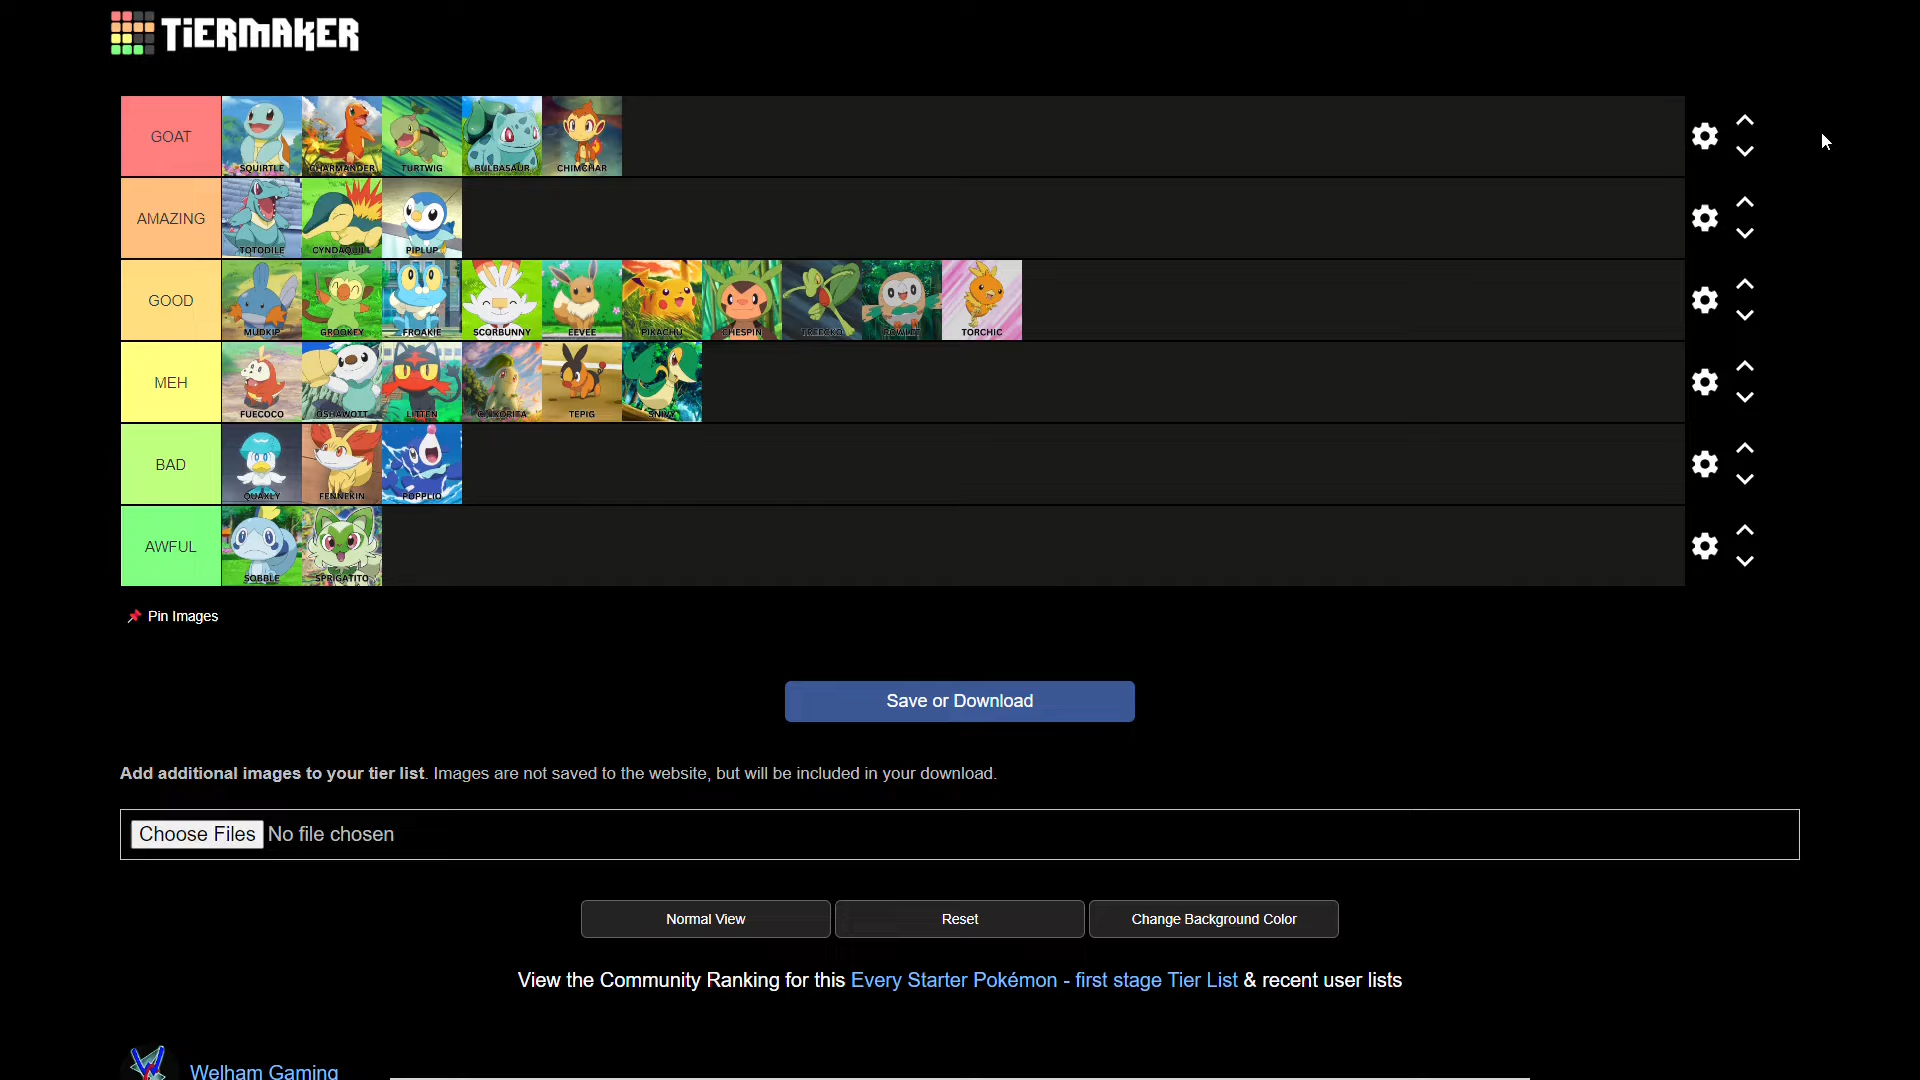 TiERMAKER
GOAT
SQUIRTLE CHARMANDER TURTWIG BULBASAUR CHIMCHAR
AMAZING
TOTODILE CYNDAQUILL PIPLUP
GOOD
MUDKIP GROOKEY FROAKIE SCORBUNNY EEVEE PIKACHU CHESPIN TREECKO ROWLET TORCHIC
MEH
FUECOCO OSHAWOTT LITTEN CHIKORITA TEPIG SNIVY
BAD
QUAXLY FENNEKIN POPPLIO
AWFUL
SOBBLE SPRIGATITO
Pin Images
Save or Download
Add additional images to your tier list. Images are not saved to the website, but will be included in your download.
Choose Files No file chosen
Normal View Reset Change Background Color
View the Community Ranking for this Every Starter Pokémon - first stage Tier List & recent user lists
Welham Gaming